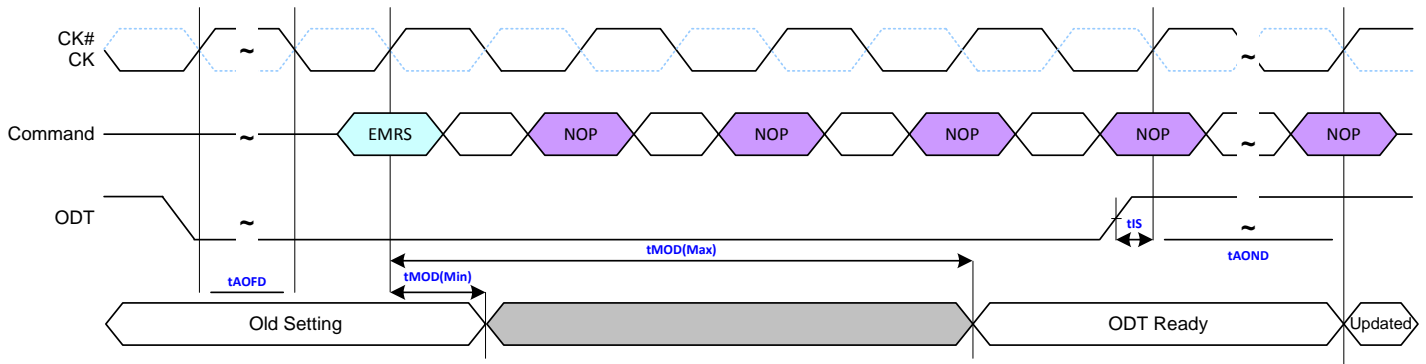 CK#
CK
~ ~
Command ~ EMRS NOP NOP NOP NOP ~ NOP
ODT ~ tIS ~
tMOD(Max) tAOND
tAOFD tMOD(Min)
Old Setting ODT Ready Updated